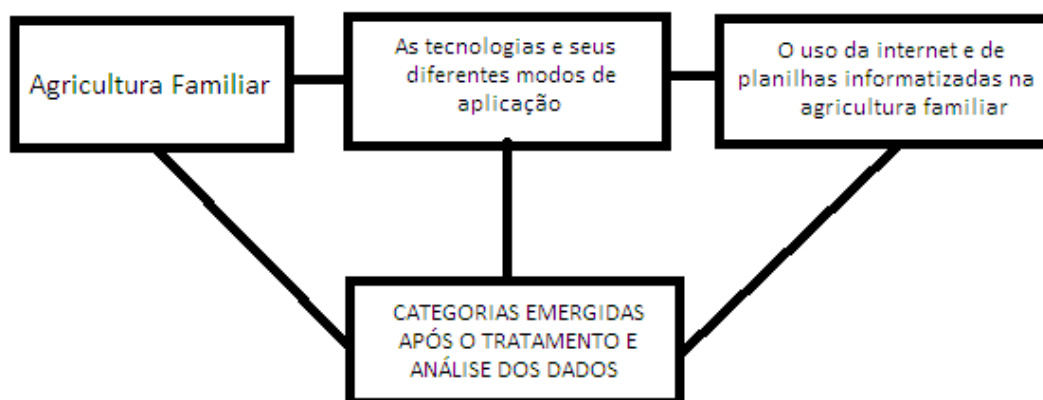 Agricultura Familiar
As tecnologias e seus
diferentes modos de
aplicação
O uso da internet e de
planilhas informatizadas na
agricultura familiar
CATEGORIAS EMERGIDAS
APÓS O TRATAMENTO E
ANÁLISE DOS DADOS